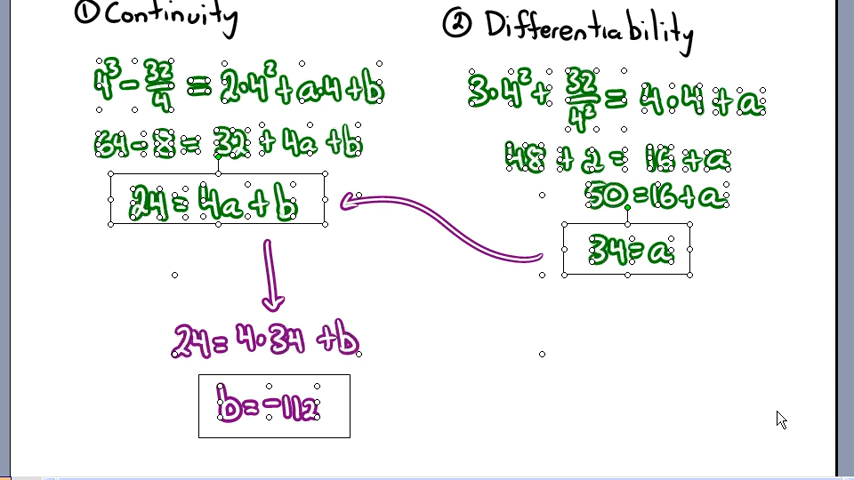 ① Continuity
4³ - 32/4 = 2·4² + a·4 + b
64 - 8 = 32 + 4a + b
24 = 4a + b
24 = 4·34 + b
b = -112
② Differentiability
3·4² + 32/4² = 4·4 + a
48 + 2 = 16 + a
50 = 16 + a
34 = a